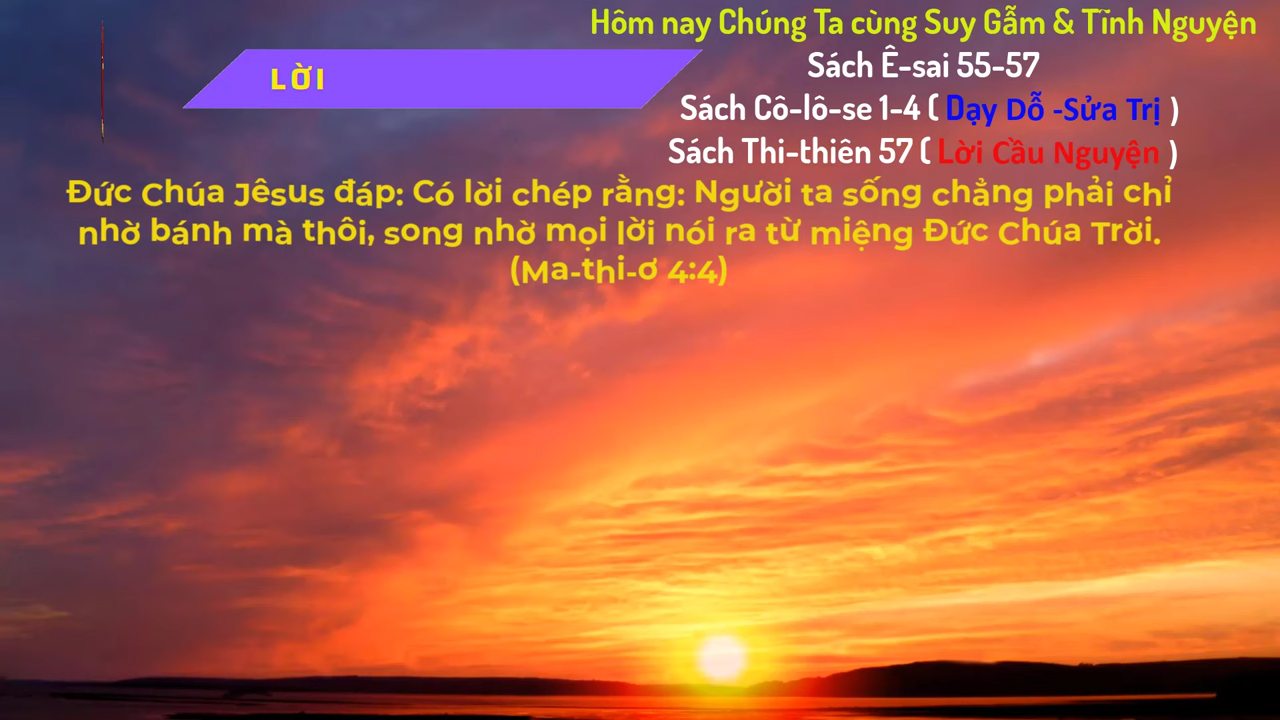 Hôm nay Chúng Ta cùng Suy Gẫm & Tĩnh Nguyện
LỜI
Sách Ê-sai 55-57
Sách Cô-lô-se 1-4 ( Dạy Dỗ -Sửa Trị )
Sách Thi-thiên 57 ( Lời Cầu Nguyện )
Đức Chúa Jêsus đáp: Có lời chép rằng: Người ta sống chẳng phải chỉ
nhờ bánh mà thôi, song nhờ mọi lời nói ra từ miệng Đức Chúa Trời.
(Ma-thi-ơ 4:4)